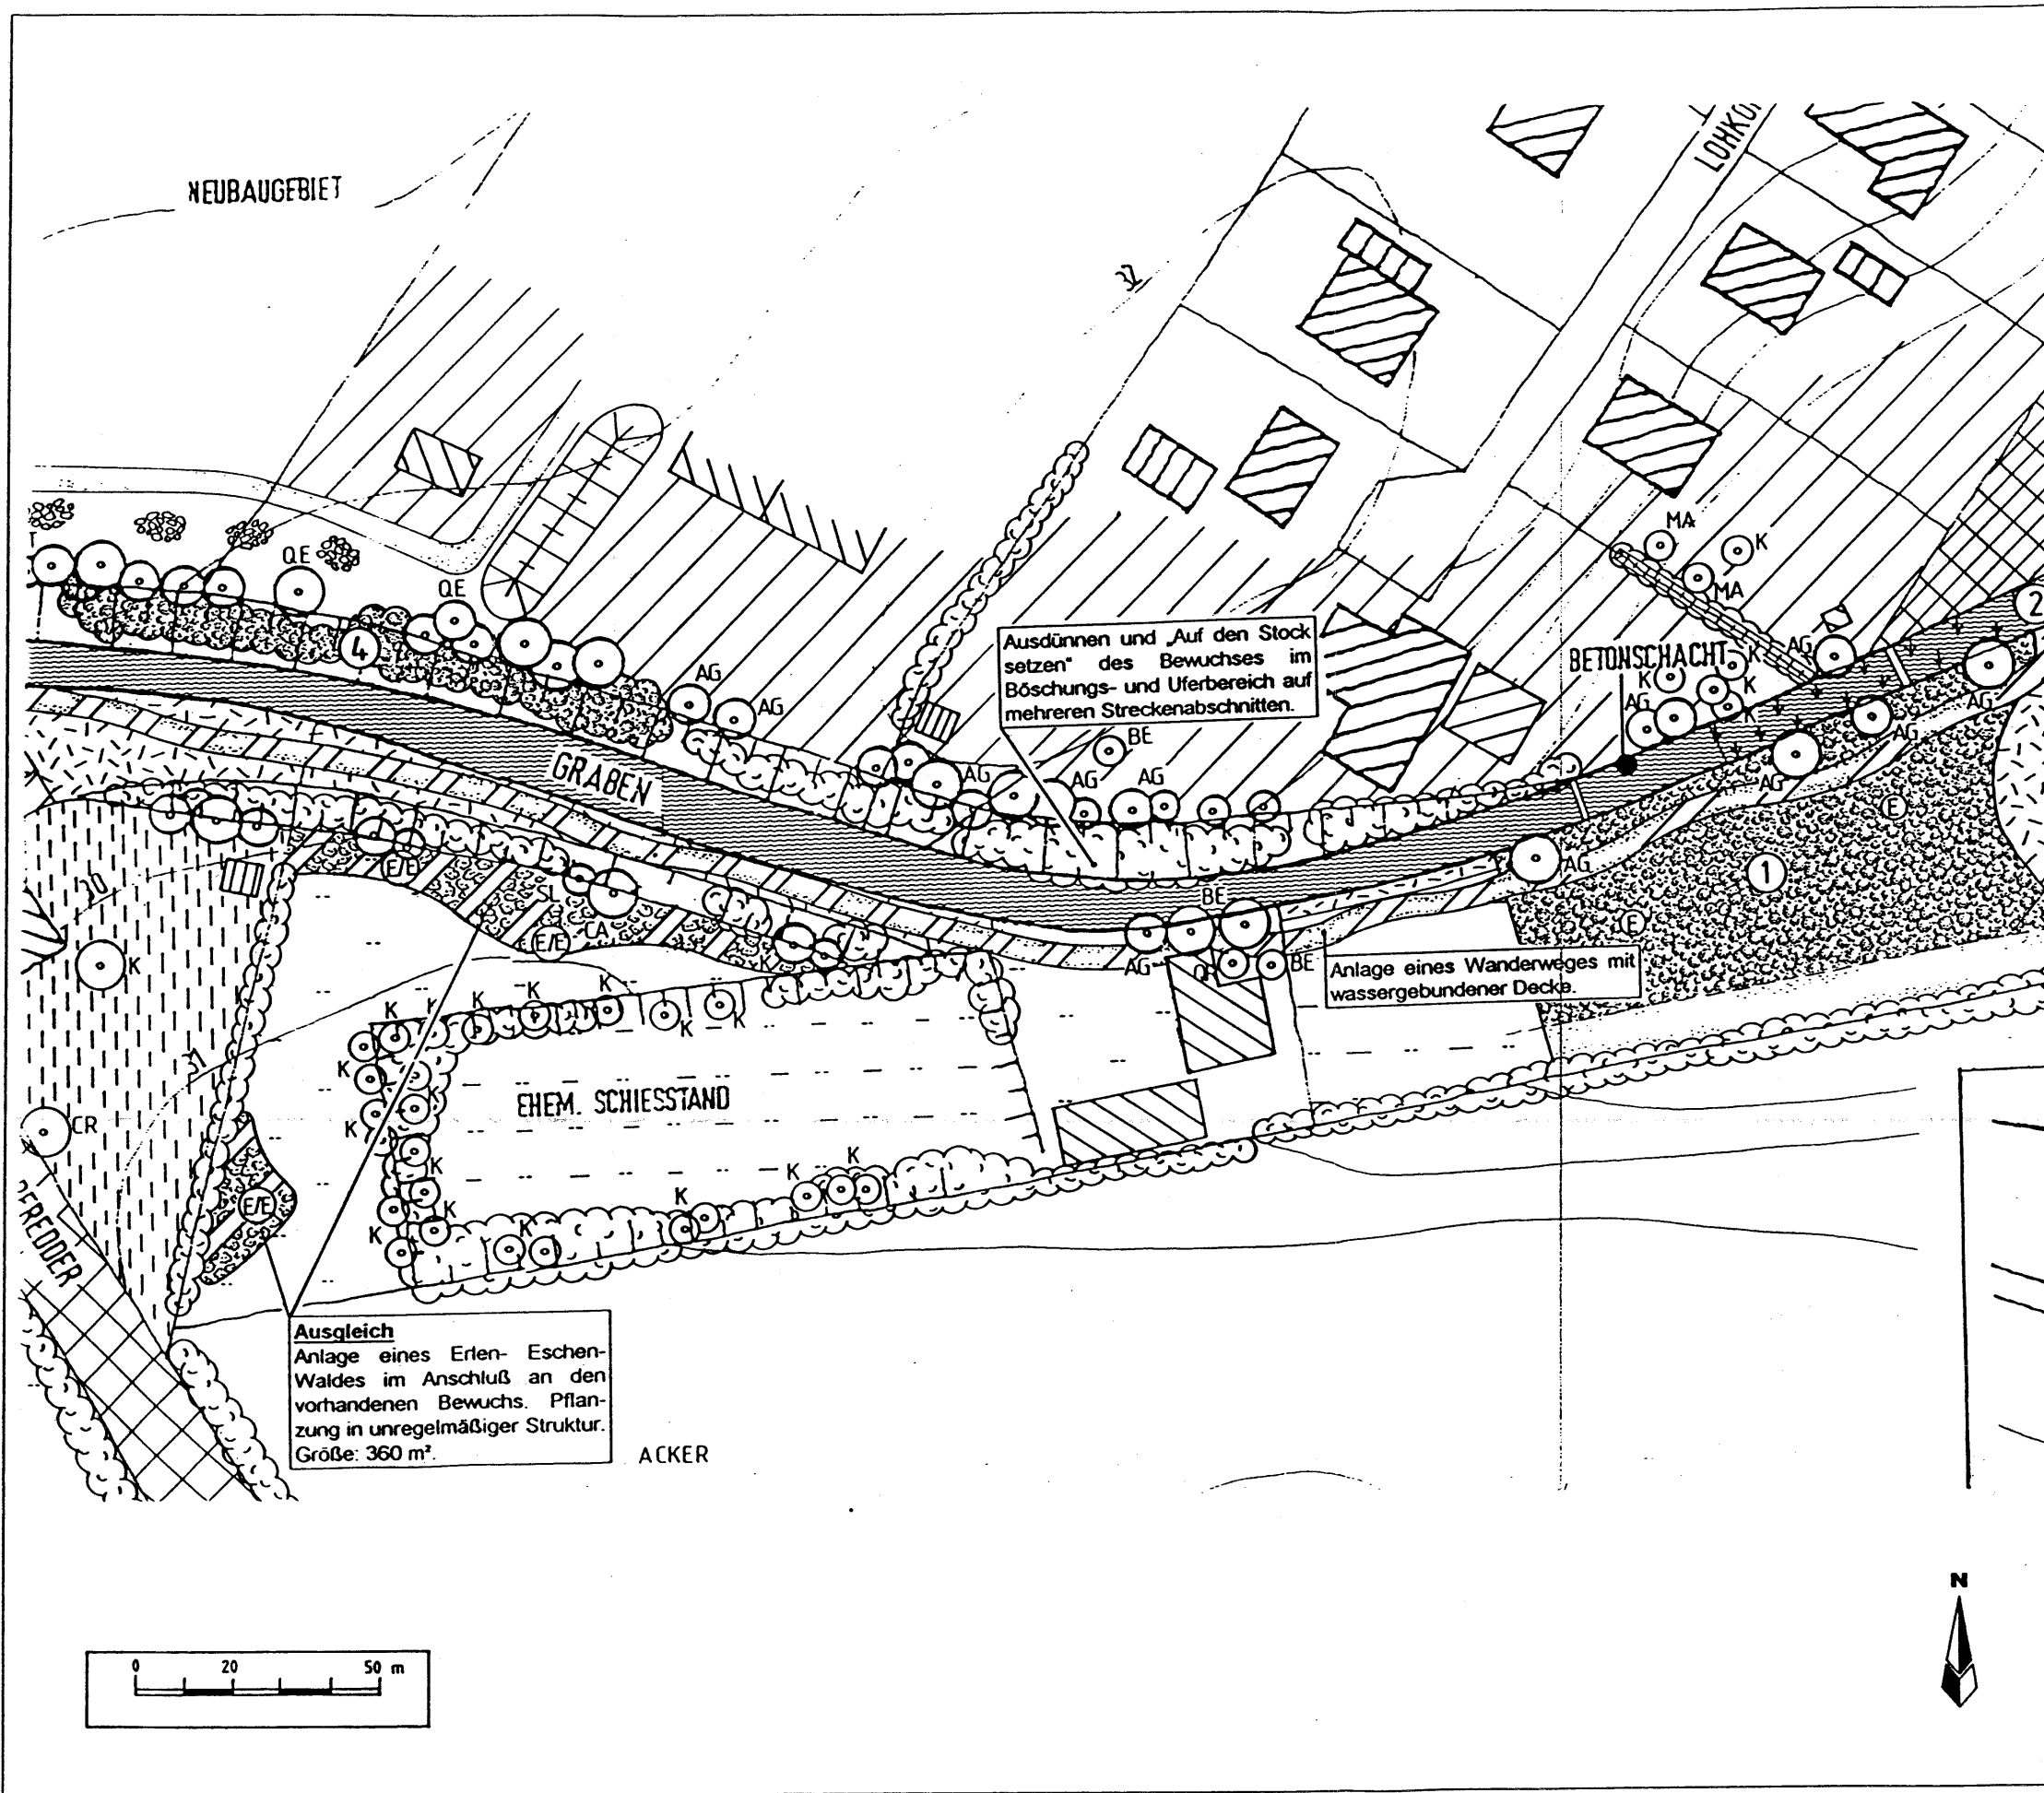 NEUBAUGEBIET
32
MA
K
MA
QE
QE
2
4
AG
AG
Ausdünnen und „Auf den Stock
setzen“ des Bewuchses im
Böschungs- und Uferbereich auf
mehreren Streckenabschnitten.
BETONSCHACHT
K
K
K
K
AG
AG
AG
AG
AG
BE
GRABEN
AG
AG
AG
E
1
E
AG
30
E/E
SL
CA
E/E
K
BE
AG
BE
Anlage eines Wanderweges mit
wassergebundener Decke.
K
K
K
K
K
K
K
K
K
EHEM. SCHIESSTAND
CR
K
K
K
K
K
K
K
K
E/E
REDDER
Ausgleich
Anlage eines Erlen- Eschen-
Waldes im Anschluß an den
vorhandenen Bewuchs. Pflan-
zung in unregelmäßiger Struktur.
Größe: 360 m².
ACKER
N
0 20 50 m